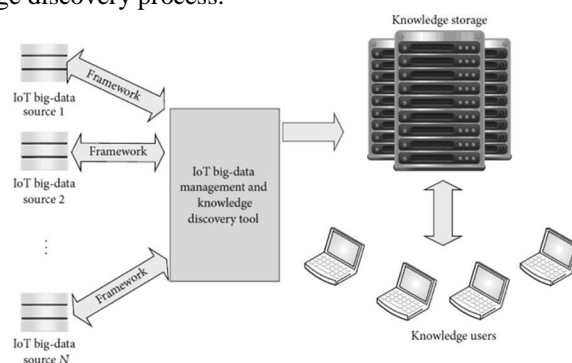 ge discovery process.
Knowledge storage
Framework
IoT big-data
source 1
Framework
IoT big-data
source 2
IoT big-data
management and
knowledge
discovery tool
Framework
IoT big-data
source N
Knowledge users